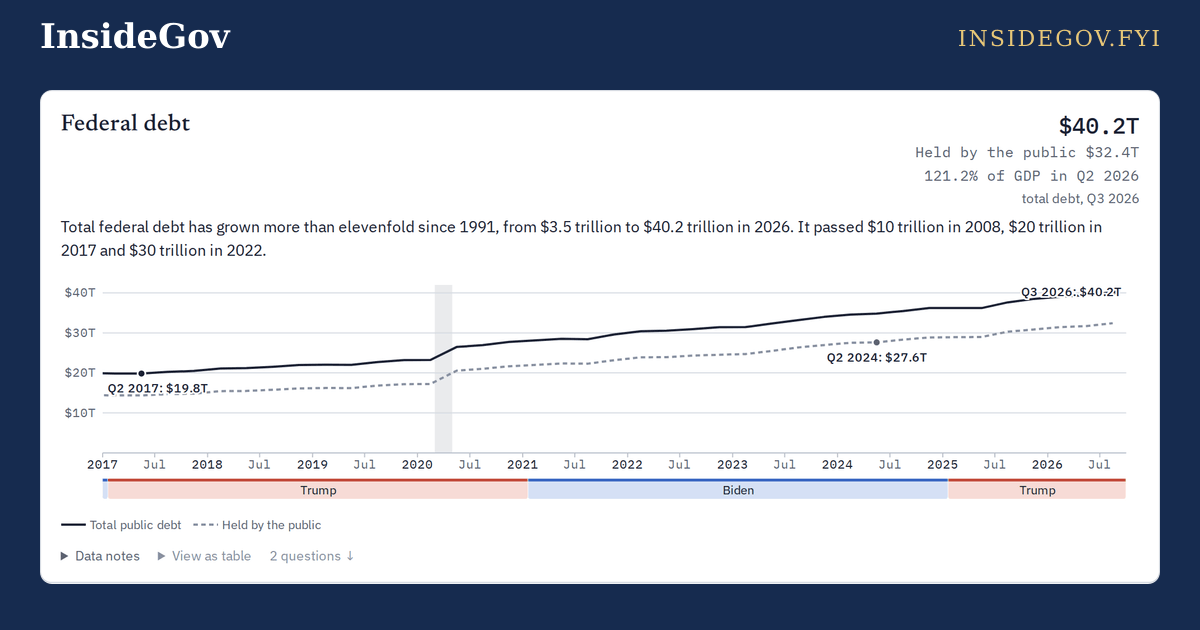 InsideGov
INSIDEGOV.FYI
Federal debt
$40.2T
Held by the public $32.4T
121.2% of GDP in Q2 2026
total debt, Q3 2026
Total federal debt has grown more than elevenfold since 1991, from $3.5 trillion to $40.2 trillion in 2026. It passed $10 trillion in 2008, $20 trillion in
2017 and $30 trillion in 2022.
$40T
Q3 2026: $40.2T
$30T
Q2 2024: $27.6T
$20T
Q2 2017: $19.8T
$10T
2017 Jul 2018 Jul 2019 Jul 2020 Jul 2021 Jul 2022 Jul 2023 Jul 2024 Jul 2025 Jul 2026 Jul
Trump Biden Trump
Total public debt Held by the public
Data notes View as table 2 questions ↓